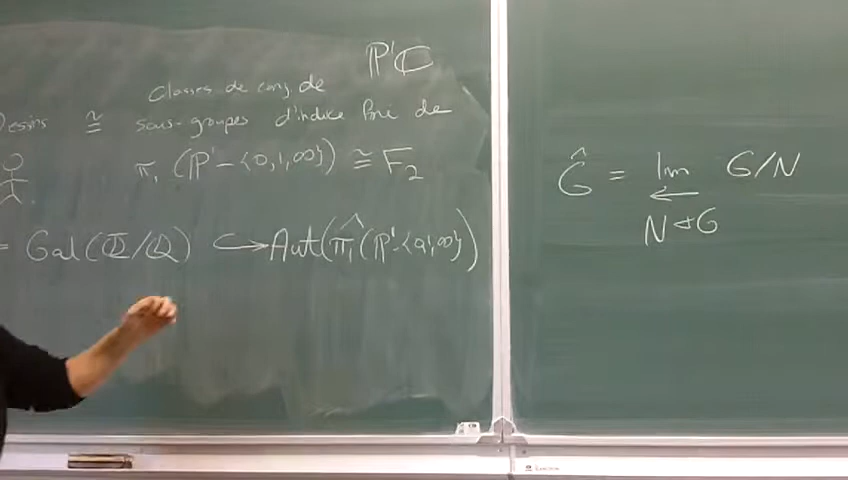 P¹ℂ
Classes de conj. de
Dessins ≅ sous-groupes d'indice fini de
π₁(P¹-{0,1,∞}) ≅ F₂
= Gal(ℚ̄/ℚ) ↪ Aut(π̂₁(P¹-{0,1,∞}))
Ĝ = lim G/N
←
N ◁ G